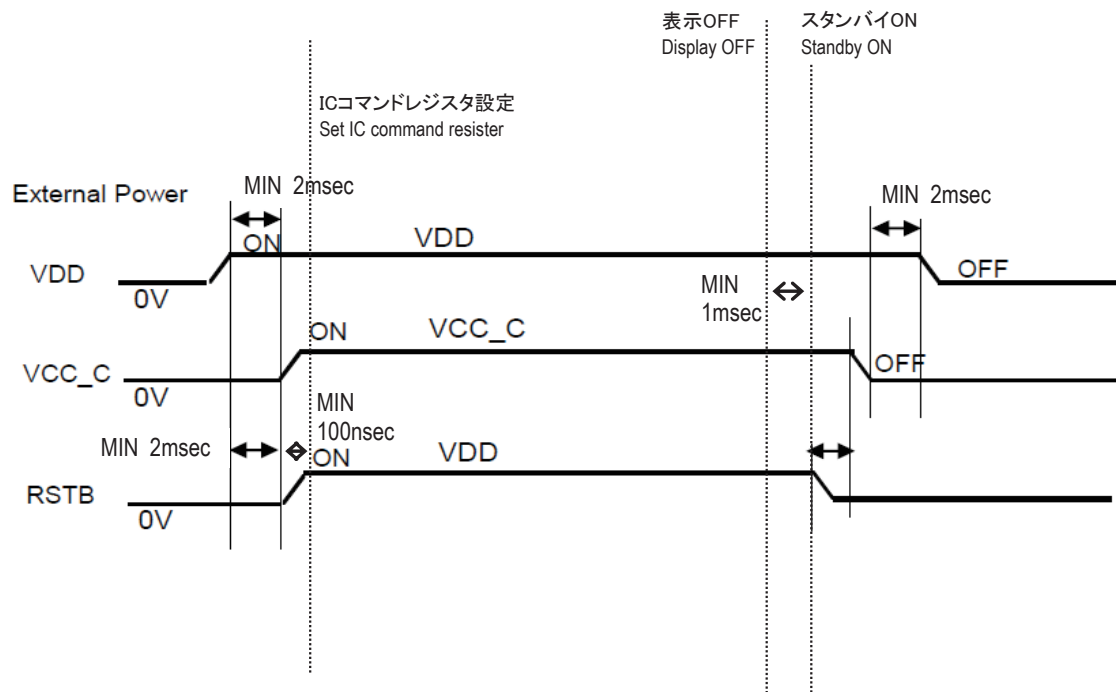 表示OFF
Display OFF
スタンバイON
Standby ON
ICコマンドレジスタ設定
Set IC command resister
External Power
MIN 2msec
MIN 2msec
ON
VDD
VDD
0V
OFF
MIN
1msec
ON
VCC_C
VCC_C
0V
OFF
MIN
100nsec
MIN 2msec
ON
VDD
RSTB
0V